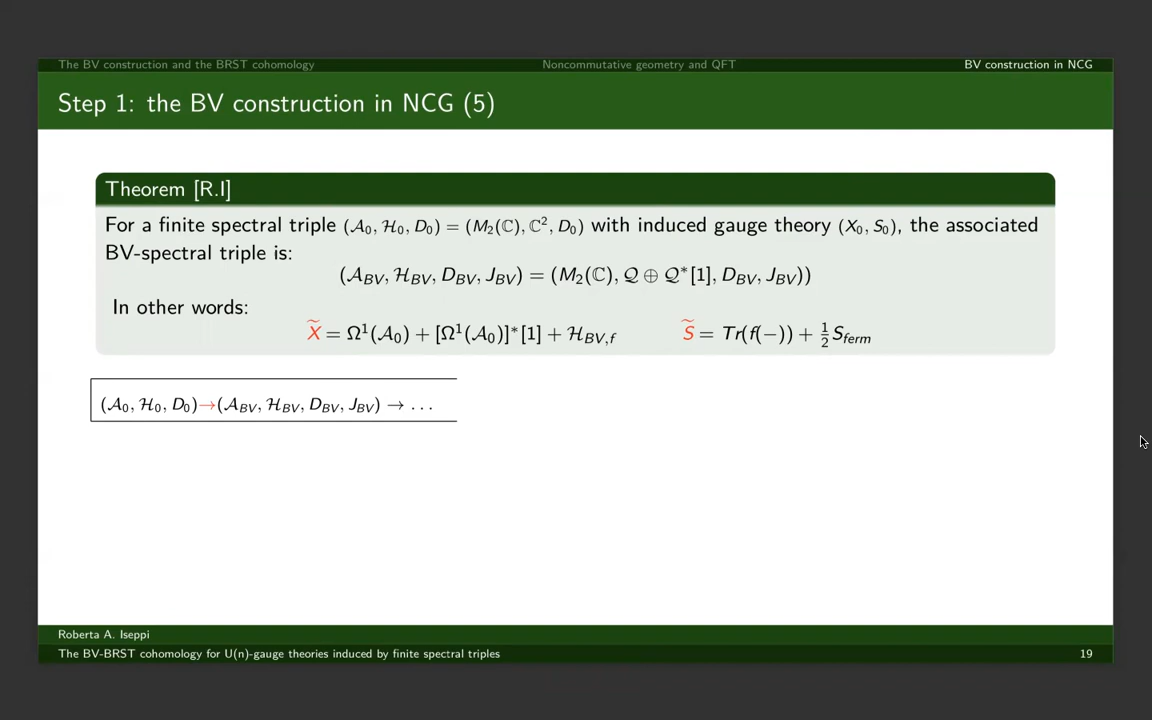 The BV construction and the BRST cohomology Noncommutative geometry and QFT BV construction in NCG
Step 1: the BV construction in NCG (5)
Theorem [R.I]
For a finite spectral triple (𝒜₀, ℋ₀, D₀) = (M₂(ℂ), ℂ², D₀) with induced gauge theory (X₀, S₀), the associated
BV-spectral triple is:
(𝒜_BV, ℋ_BV, D_BV, J_BV) = (M₂(ℂ), 𝒬 ⊕ 𝒬*[1], D_BV, J_BV))
In other words:
X̃ = Ω¹(𝒜₀) + [Ω¹(𝒜₀)]*[1] + ℋ_BV,f S̃ = Tr(f(−)) + ½S_ferm
(𝒜₀, ℋ₀, D₀)→(𝒜_BV, ℋ_BV, D_BV, J_BV) → ...
Roberta A. Iseppi
The BV-BRST cohomology for U(n)-gauge theories induced by finite spectral triples 19